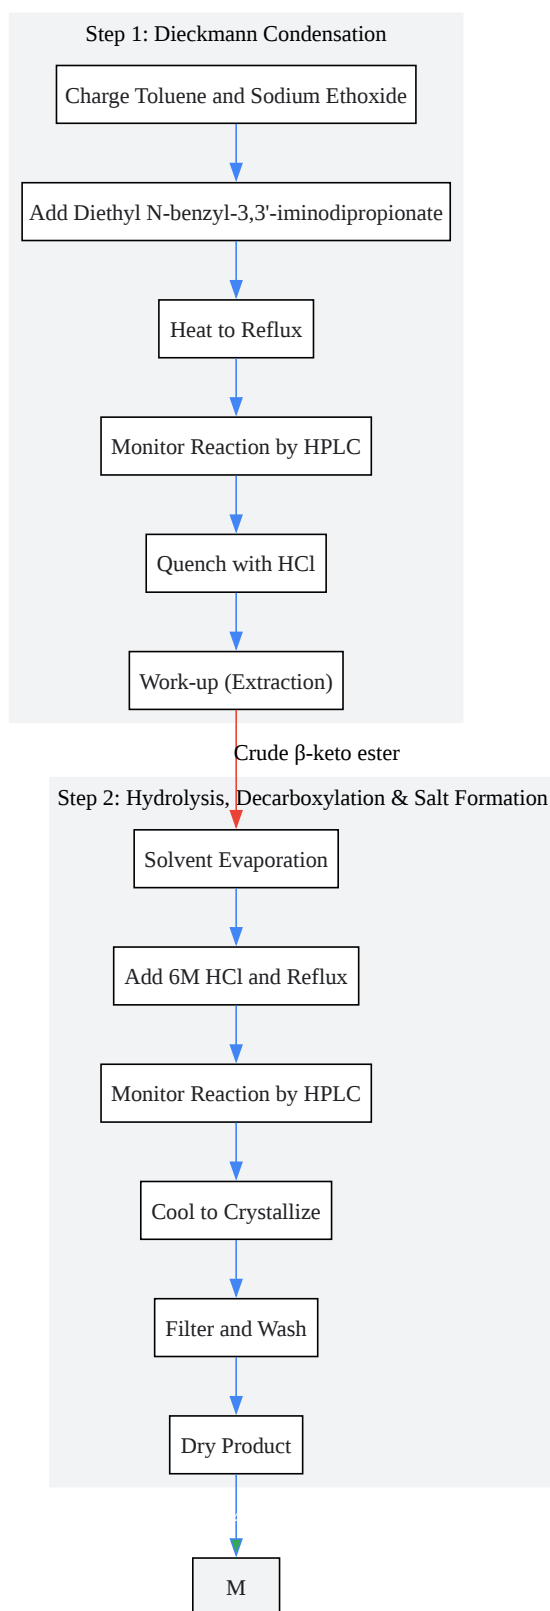 Step 1: Dieckmann Condensation
Charge Toluene and Sodium Ethoxide
Add Diethyl N-benzyl-3,3'-iminodipropionate
Heat to Reflux
Monitor Reaction by HPLC
Quench with HCl
Work-up (Extraction)
Crude β-keto ester
Step 2: Hydrolysis, Decarboxylation & Salt Formation
Solvent Evaporation
Add 6M HCl and Reflux
Monitor Reaction by HPLC
Cool to Crystallize
Filter and Wash
Dry Product
M